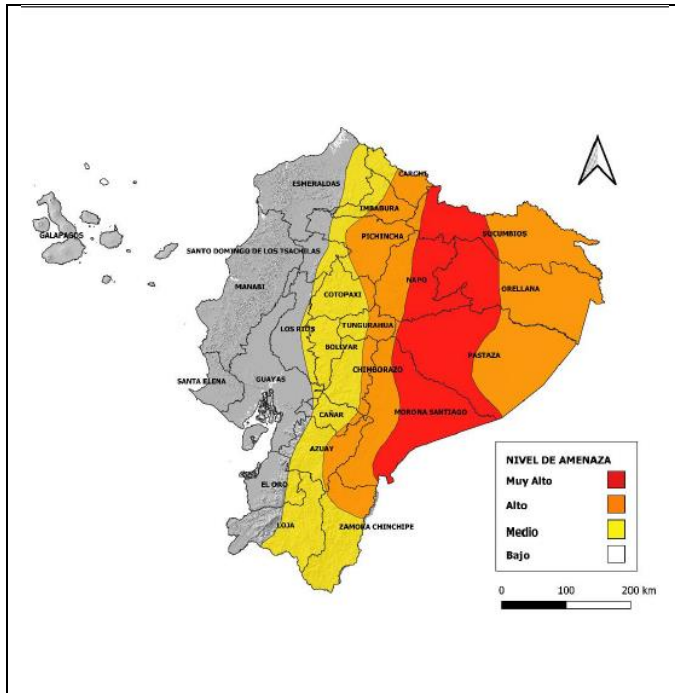 CARCHI
ESMERALDAS
IMBABURA
SUCUMBIOS
GALAPAGOS
PICHINCHA
SANTO DOMINGO DE LOS TSACHILAS
NAPO
MANABI
COTOPAXI
ORELLANA
LOS RIOS
TUNGURAHUA
BOLIVAR
PASTAZA
SANTA ELENA
GUAYAS
CHIMBORAZO
CAÑAR
MORONA SANTIAGO
AZUAY
EL ORO
LOJA
ZAMORA CHINCHIPE
NIVEL DE AMENAZA
Muy Alto
Alto
Medio
Bajo
0 100 200 km